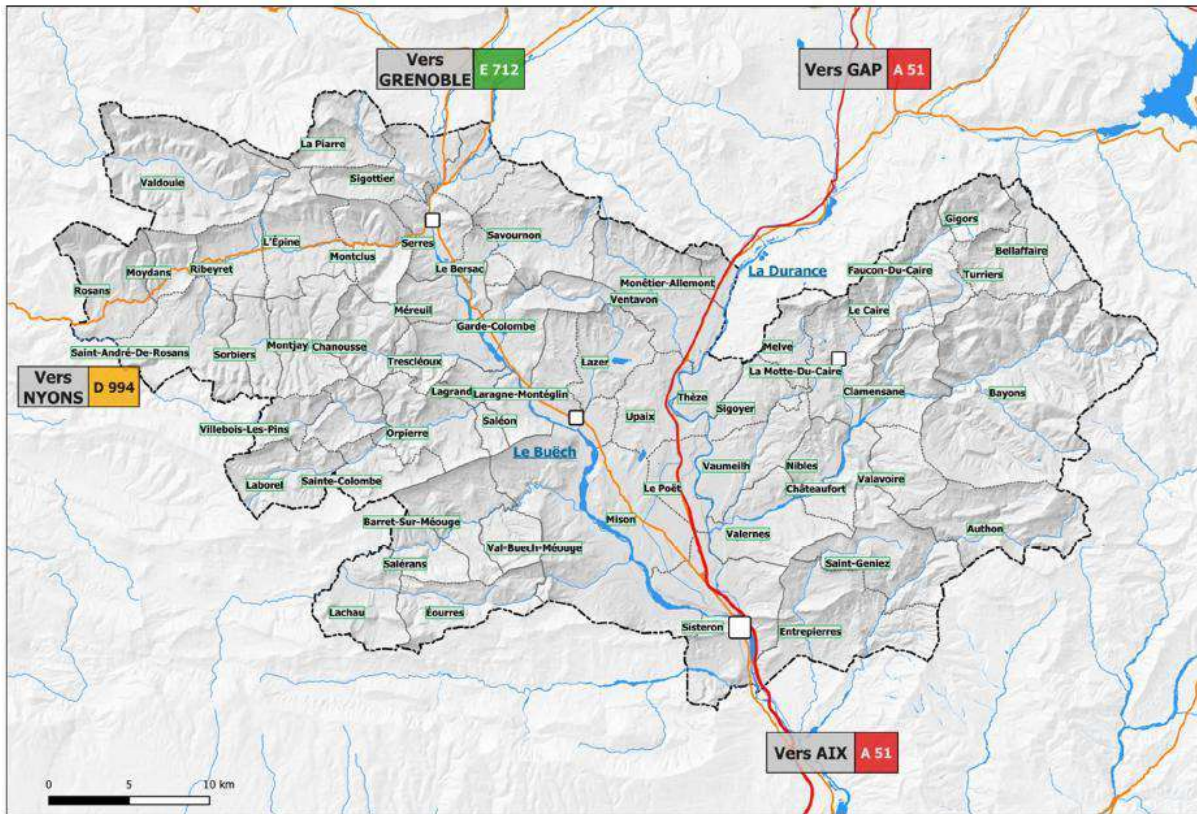 Vers
GRENOBLE
E 712
Vers GAP
A 51
La Piarre
Valdoule
Sigottier
Gigors
L'Épine
Serres
Savournon
Bellaffaire
Montclus
Moydans
Ribeyret
Le Bersac
La Durance
Faucon-Du-Caire
Turriers
Rosans
Monêtier-Allemont
Ventavon
Méreuil
Le Caire
Garde-Colombe
Saint-André-De-Rosans
Sorbiers
Montjay
Chanousse
Trescléoux
Lazer
Melve
La Motte-Du-Caire
Vers
NYONS
D 994
Lagrand
Laragne-Montéglin
Thèze
Sigoyer
Clamensane
Bayons
Villebois-Les-Pins
Orpierre
Saléon
Upaix
Le Buëch
Vaumeilh
Nibles
Laborel
Sainte-Colombe
Le Poët
Châteaufort
Valavoire
Barret-Sur-Méouge
Mison
Valernes
Authon
Val-Buech-Méouge
Salérans
Saint-Geniez
Lachau
Éourres
Sisteron
Entrepierres
Vers AIX
A 51
0 5 10 km